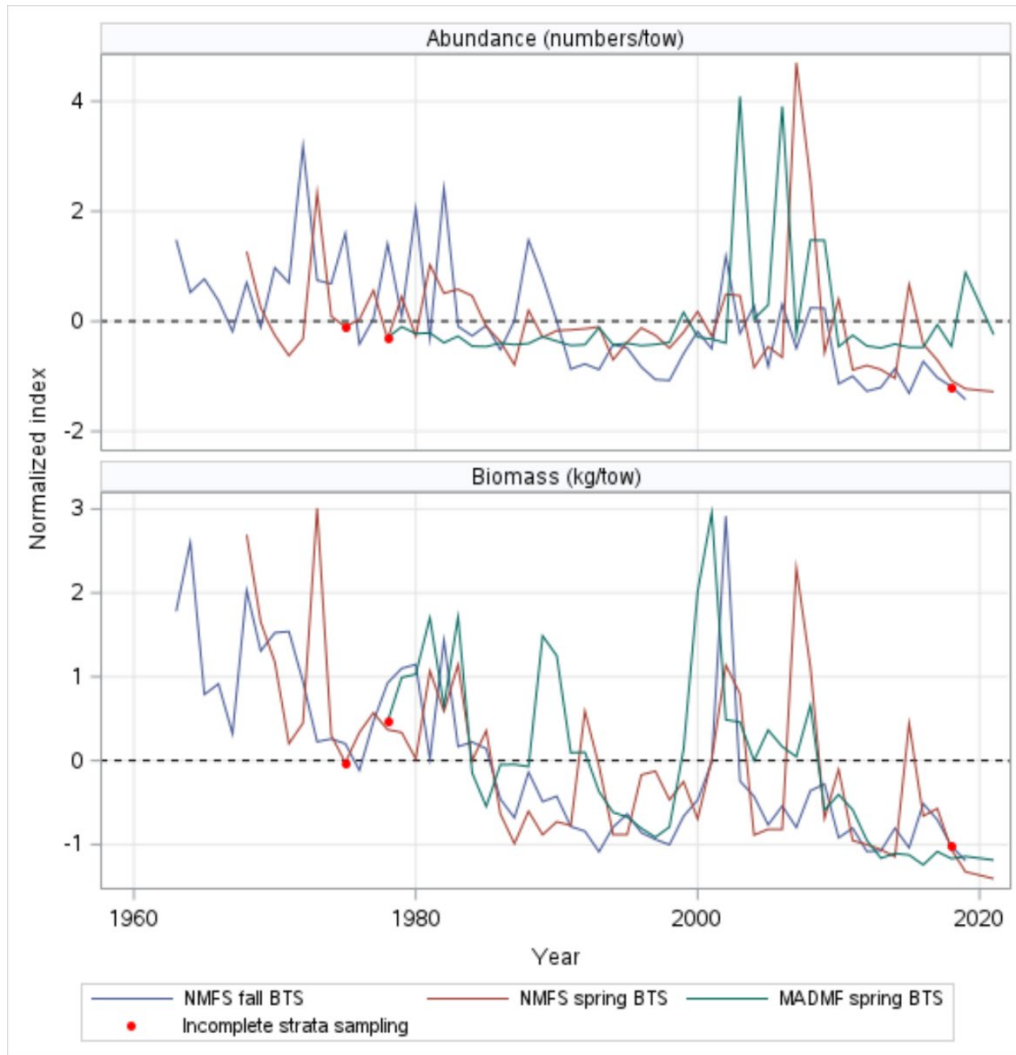 Abundance (numbers/tow)
4
2
0
-2
Biomass (kg/tow)
3
2
1
0
-1
Normalized index
1960 1980 2000 2020
Year
NMFS fall BTS NMFS spring BTS MADMF spring BTS
Incomplete strata sampling